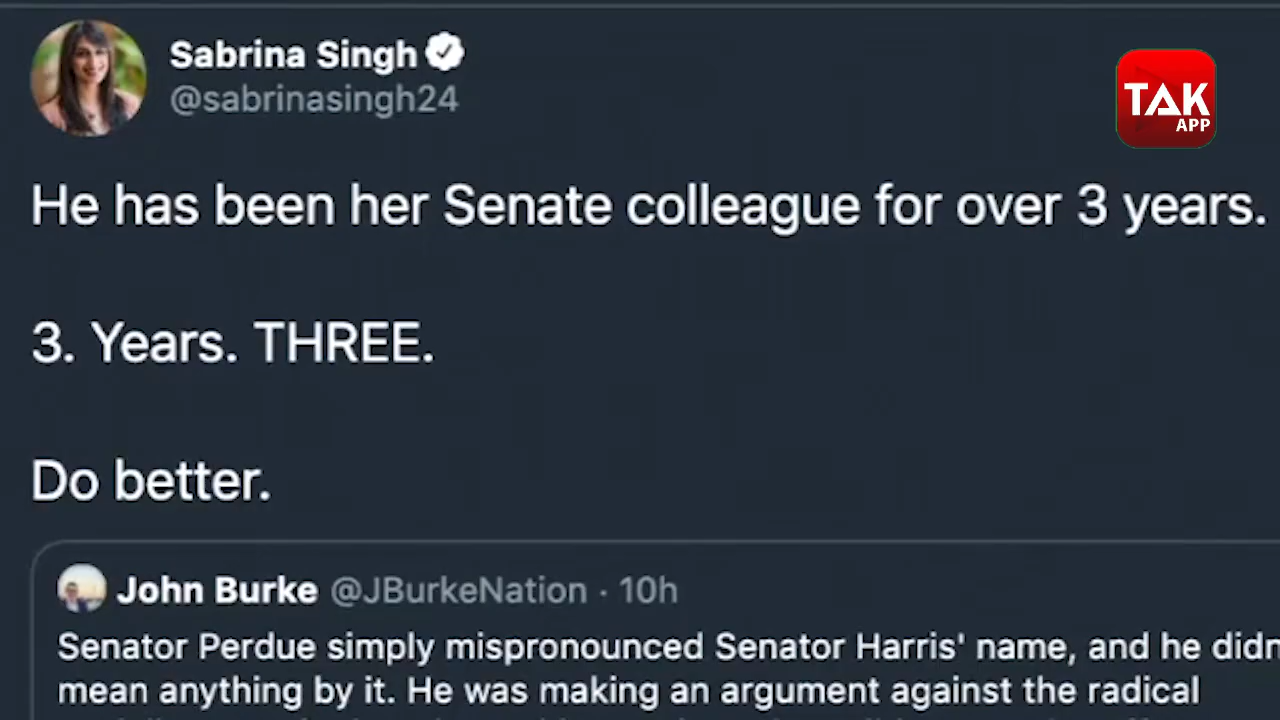 Sabrina Singh
@sabrinasingh24
TAK
APP
He has been her Senate colleague for over 3 years.
3. Years. THREE.
Do better.
John Burke @JBurkeNation · 10h
Senator Perdue simply mispronounced Senator Harris' name, and he didn
mean anything by it. He was making an argument against the radical